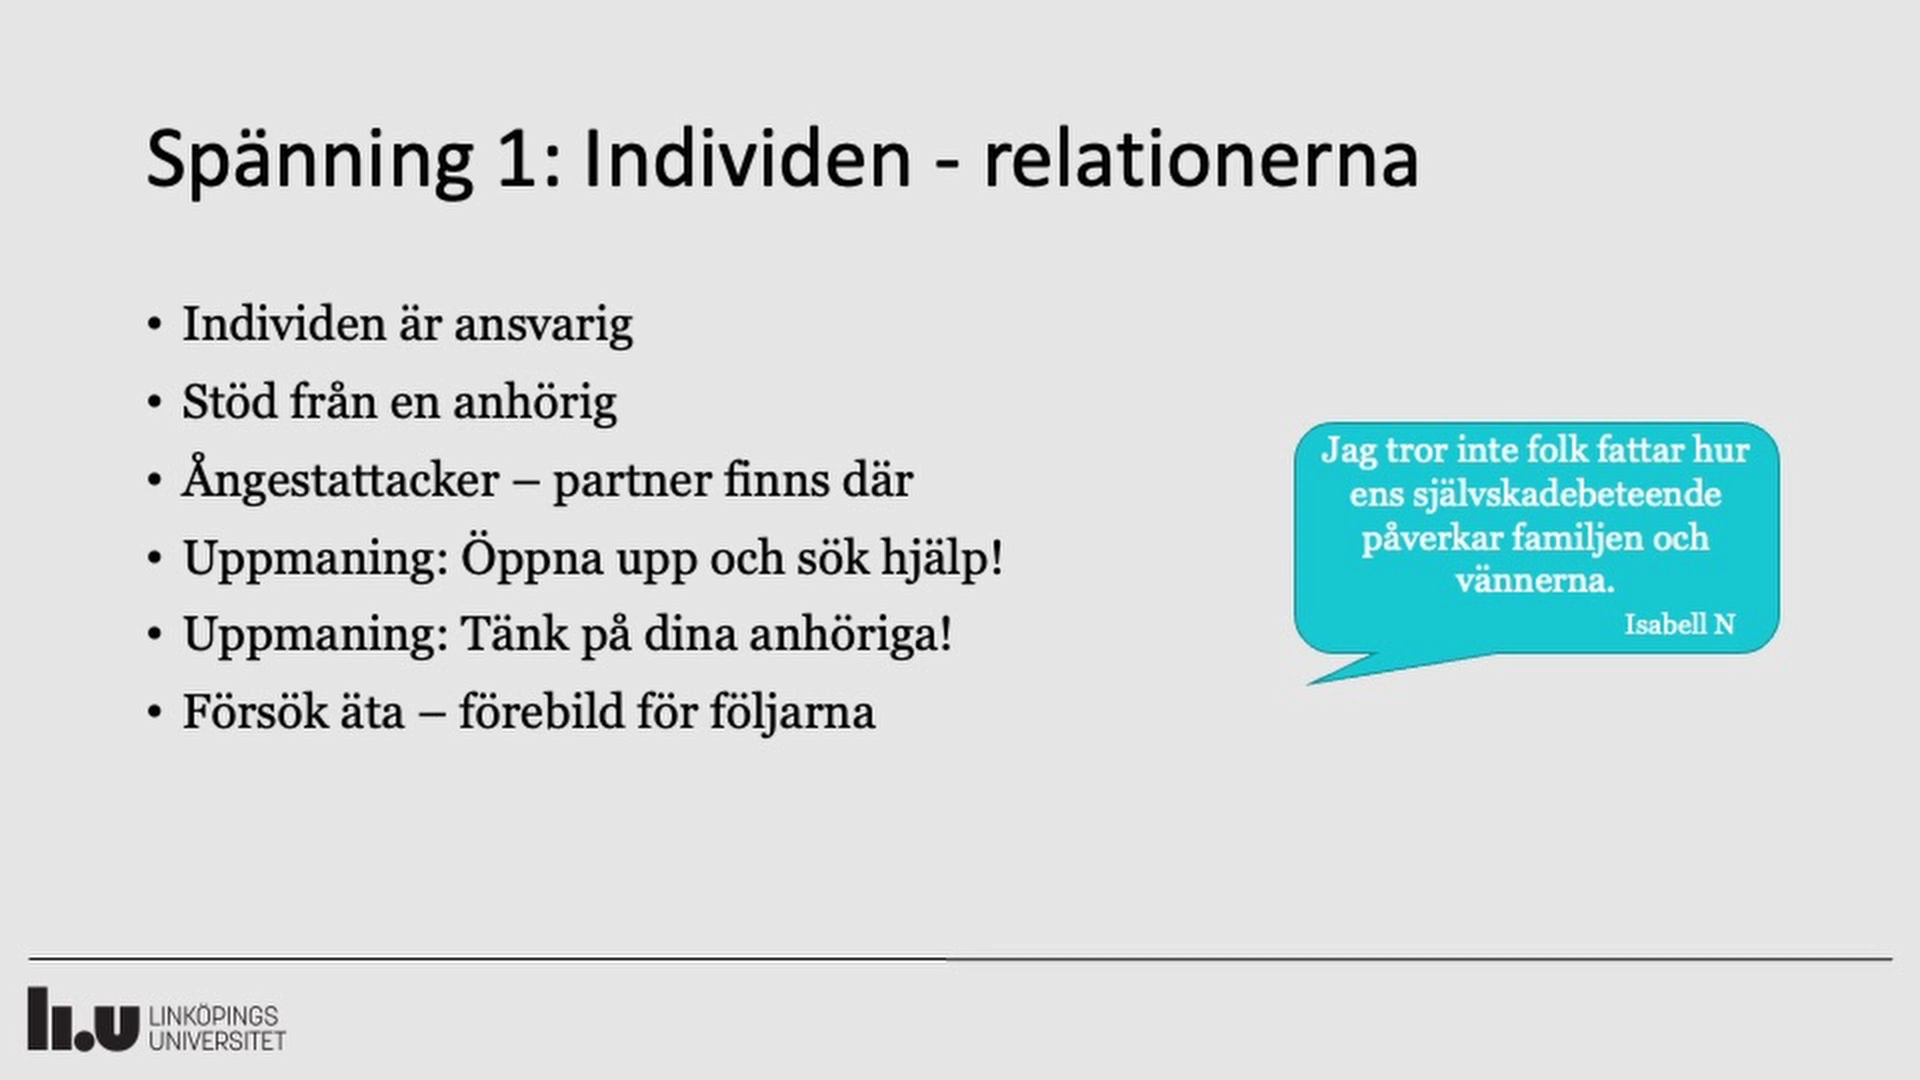 Spänning 1: Individen - relationerna
• Individen är ansvarig
• Stöd från en anhörig
• Ångestattacker – partner finns där
• Uppmaning: Öppna upp och sök hjälp!
• Uppmaning: Tänk på dina anhöriga!
• Försök äta – förebild för följarna
Jag tror inte folk fattar hur
ens självskadebeteende
påverkar familjen och
vännerna.
Isabell N
LINKÖPINGS
UNIVERSITET